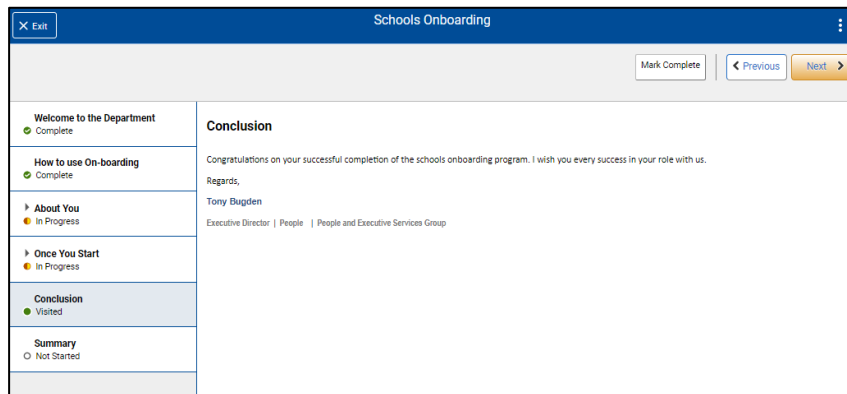 Exit
Schools Onboarding
Mark Complete
Previous
Next
Welcome to the Department
Complete
How to use On-boarding
Complete
About You
In Progress
Once You Start
In Progress
Conclusion
Visited
Summary
Not Started
Conclusion
Congratulations on your successful completion of the schools onboarding program. I wish you every success in your role with us.
Regards,
Tony Bugden
Executive Director | People | People and Executive Services Group